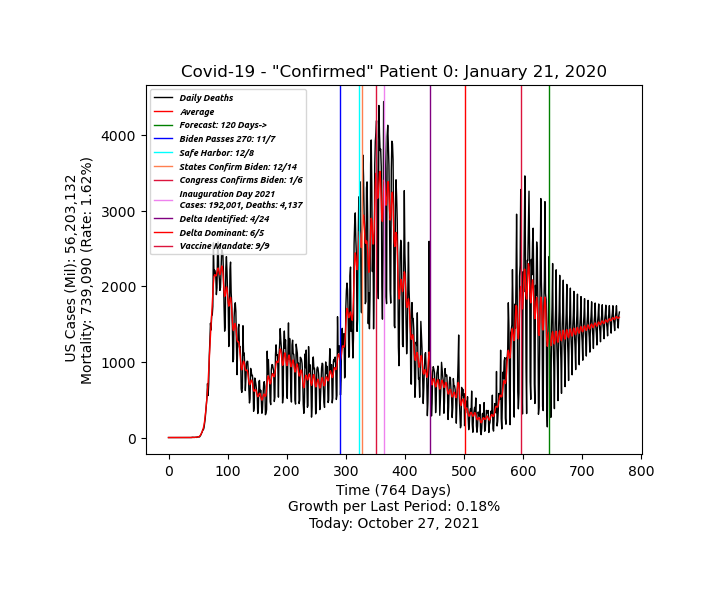 Covid-19 - "Confirmed" Patient 0: January 21, 2020
US Cases (Mil): 56,203,132
Mortality: 739,090 (Rate: 1.62%)
4000
3000
2000
1000
0
Daily Deaths
Average
Forecast: 120 Days->
Biden Passes 270: 11/7
Safe Harbor: 12/8
States Confirm Biden: 12/14
Congress Confirms Biden: 1/6
Inauguration Day 2021
Cases: 192,001, Deaths: 4,137
Delta Identified: 4/24
Delta Dominant: 6/5
Vaccine Mandate: 9/9
0 100 200 300 400 500 600 700 800
Time (764 Days)
Growth per Last Period: 0.18%
Today: October 27, 2021